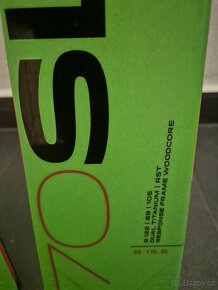 70SL
S 122 | 69 | 105
DUAL TITANIUM | RST
RESPONSE FRAME WOODCORE
R 12.5
Bazos.cz